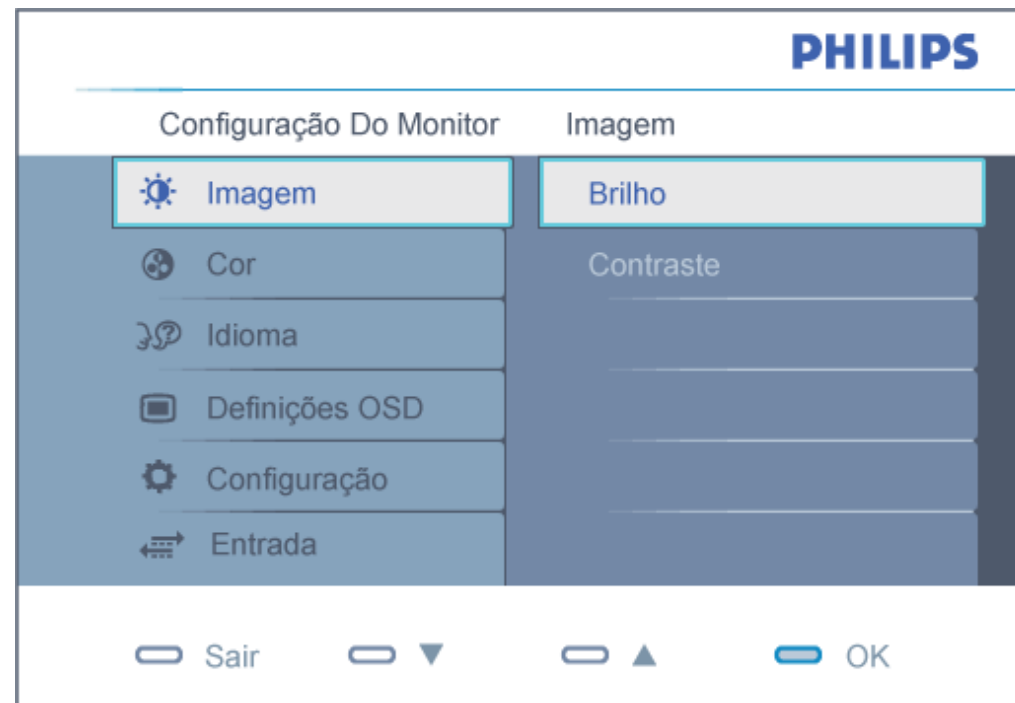 PHILIPS
Configuração Do Monitor Imagem
Imagem Brilho
Cor Contraste
Idioma
Definições OSD
Configuração
Entrada
Sair ▼ ▲ OK